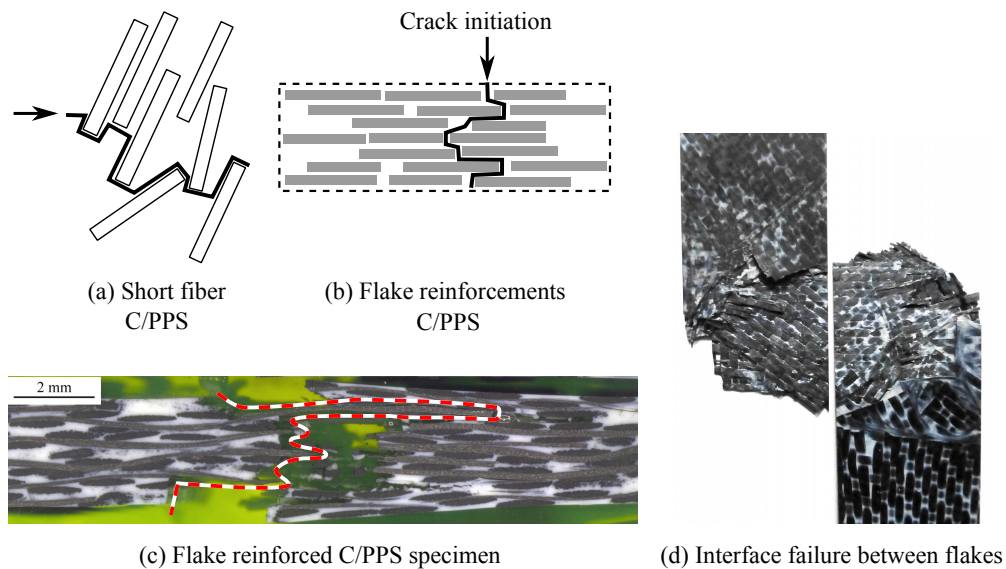 Crack initiation
(a) Short fiber
C/PPS
(b) Flake reinforcements
C/PPS
2 mm
(c) Flake reinforced C/PPS specimen
(d) Interface failure between flakes